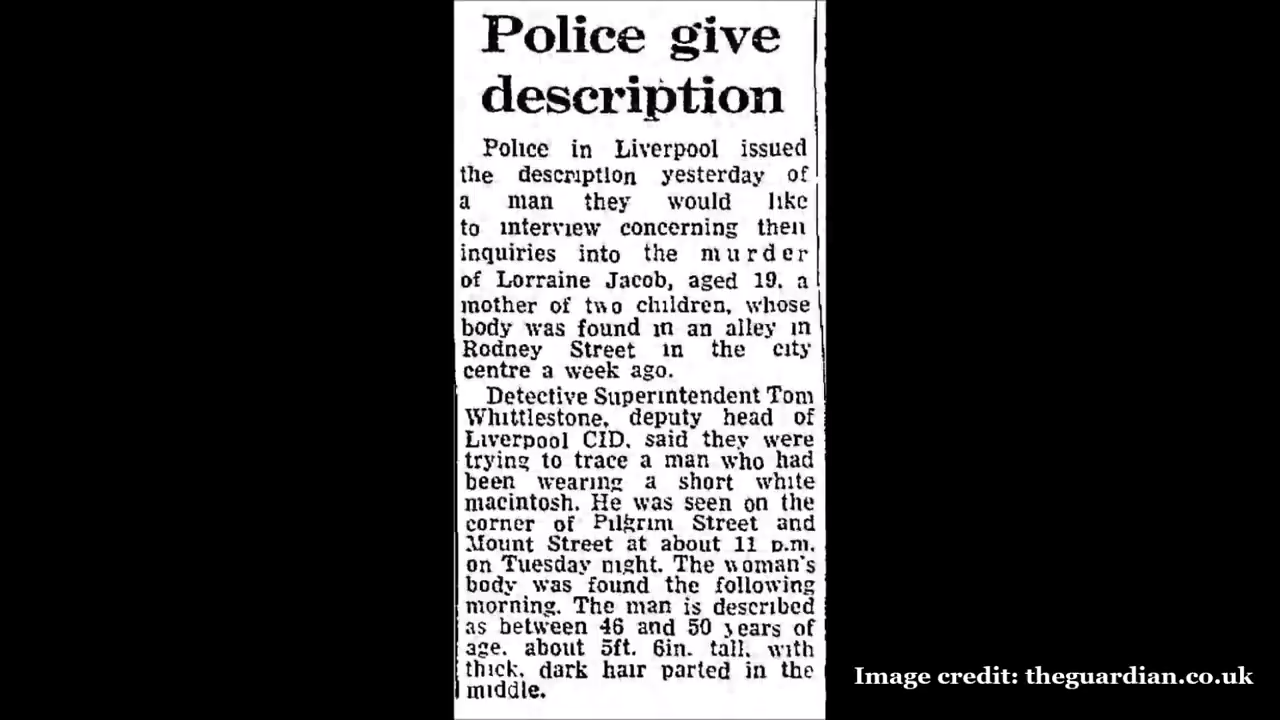 Police give
description
Police in Liverpool issued
the description yesterday of
a man they would like
to interview concerning then
inquiries into the murder
of Lorraine Jacob, aged 19, a
mother of two children, whose
body was found in an alley in
Rodney Street in the city
centre a week ago.
Detective Superintendent Tom
Whittlestone, deputy head of
Liverpool CID, said they were
trying to trace a man who had
been wearing a short white
macintosh. He was seen on the
corner of Pilgrim Street and
Mount Street at about 11 p.m.
on Tuesday night. The woman's
body was found the following
morning. The man is described
as between 46 and 50 years of
age, about 5ft. 6in. tall, with
thick, dark hair parted in the
middle.
Image credit: theguardian.co.uk